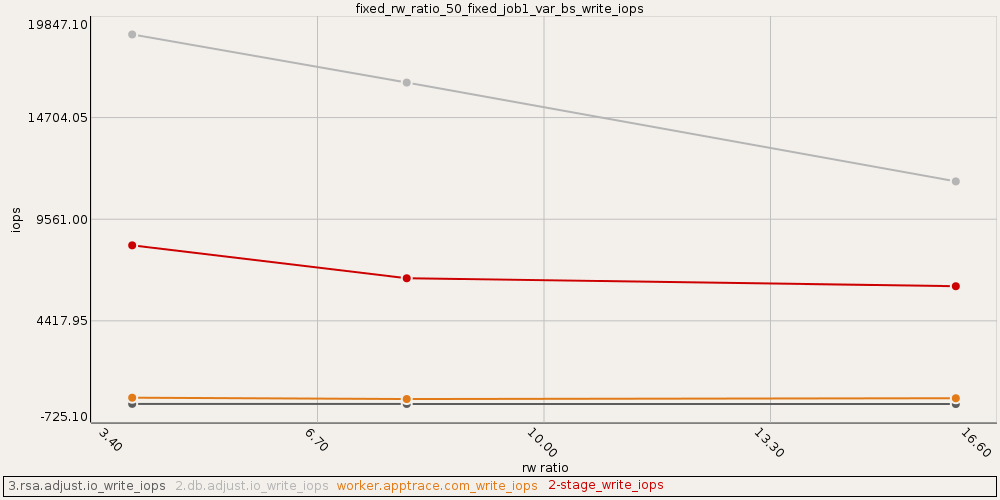 fixed_rw_ratio_50_fixed_job1_var_bs_write_iops
19847.10
14704.05
iops
9561.00
4417.95
-725.10
3.40 6.70 10.00 13.30 16.60
rw ratio
3.rsa.adjust.io_write_iops 2.db.adjust.io_write_iops worker.apptrace.com_write_iops 2-stage_write_iops